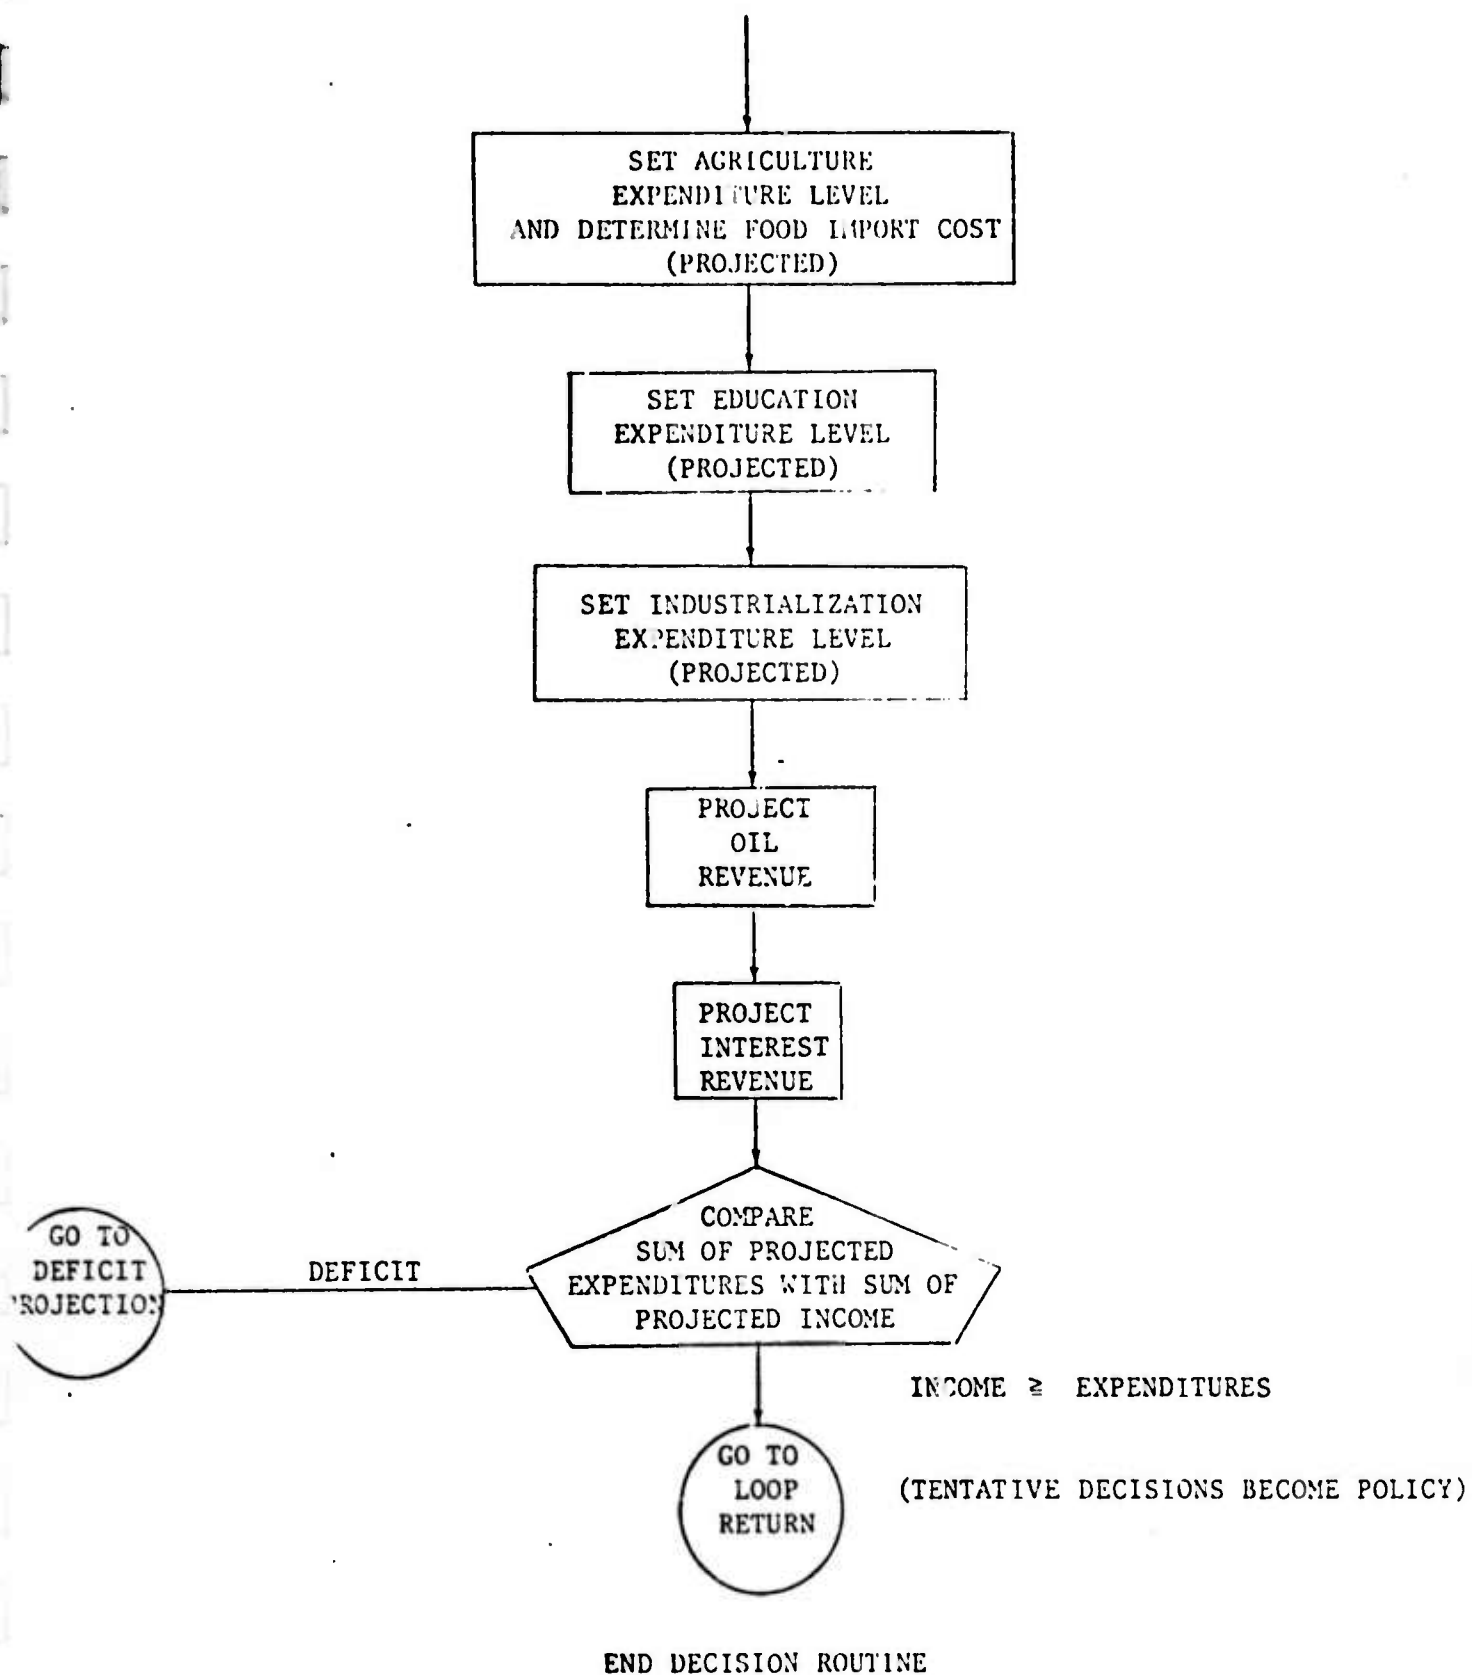 SET AGRICULTURE
EXPENDITURE LEVEL
AND DETERMINE FOOD IMPORT COST
(PROJECTED)
SET EDUCATION
EXPENDITURE LEVEL
(PROJECTED)
SET INDUSTRIALIZATION
EXPENDITURE LEVEL
(PROJECTED)
PROJECT
OIL
REVENUE
PROJECT
INTEREST
REVENUE
COMPARE
SUM OF PROJECTED
EXPENDITURES WITH SUM OF
PROJECTED INCOME
DEFICIT
GO TO
DEFICIT
PROJECTION
INCOME ≧ EXPENDITURES
GO TO
LOOP
RETURN
(TENTATIVE DECISIONS BECOME POLICY)
END DECISION ROUTINE